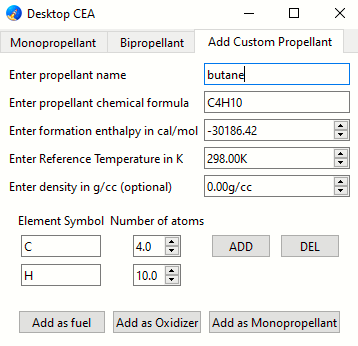 Desktop CEA
Monopropellant Bipropellant Add Custom Propellant
Enter propellant name butane
Enter propellant chemical formula C4H10
Enter formation enthalpy in cal/mol -30186.42
Enter Reference Temperature in K 298.00K
Enter density in g/cc (optional) 0.00g/cc
Element Symbol Number of atoms
C 4.0 ADD DEL
H 10.0
Add as fuel Add as Oxidizer Add as Monopropellant